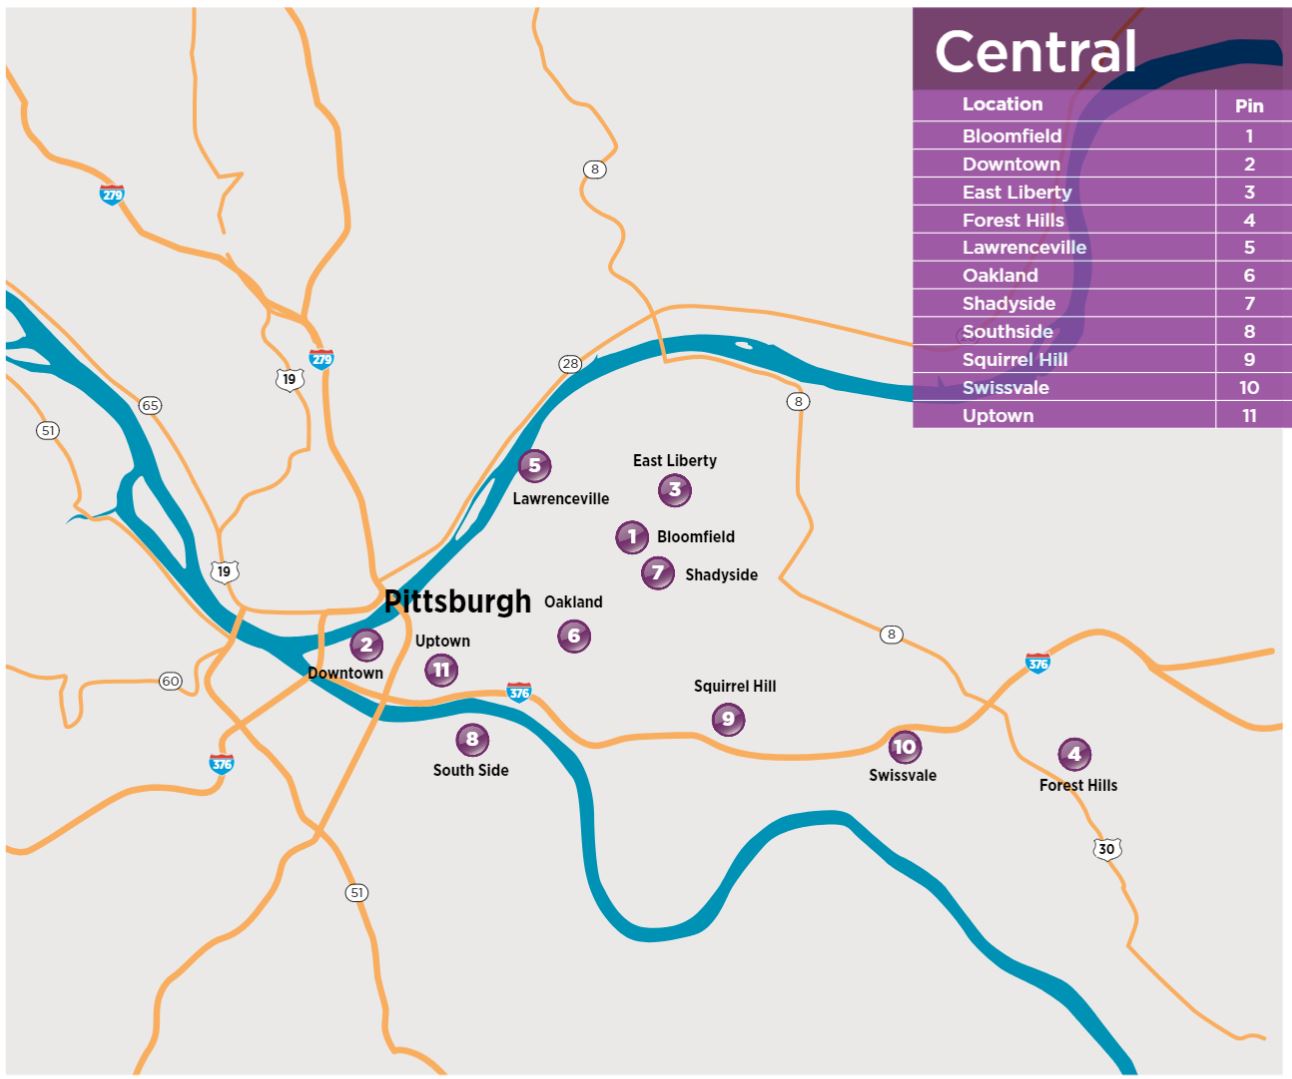 Central
Location Pin
Bloomfield 1
Downtown 2
East Liberty 3
Forest Hills 4
Lawrenceville 5
Oakland 6
Shadyside 7
Southside 8
Squirrel Hill 9
Swissvale 10
Uptown 11
8
279
279
19
28
65
8
51
5
Lawrenceville
East Liberty
3
1 Bloomfield
7 Shadyside
19
Pittsburgh
Oakland
6
2
Downtown
Uptown
11
8
376
60
376
Squirrel Hill
9
8
South Side
10
Swissvale
4
Forest Hills
376
30
51